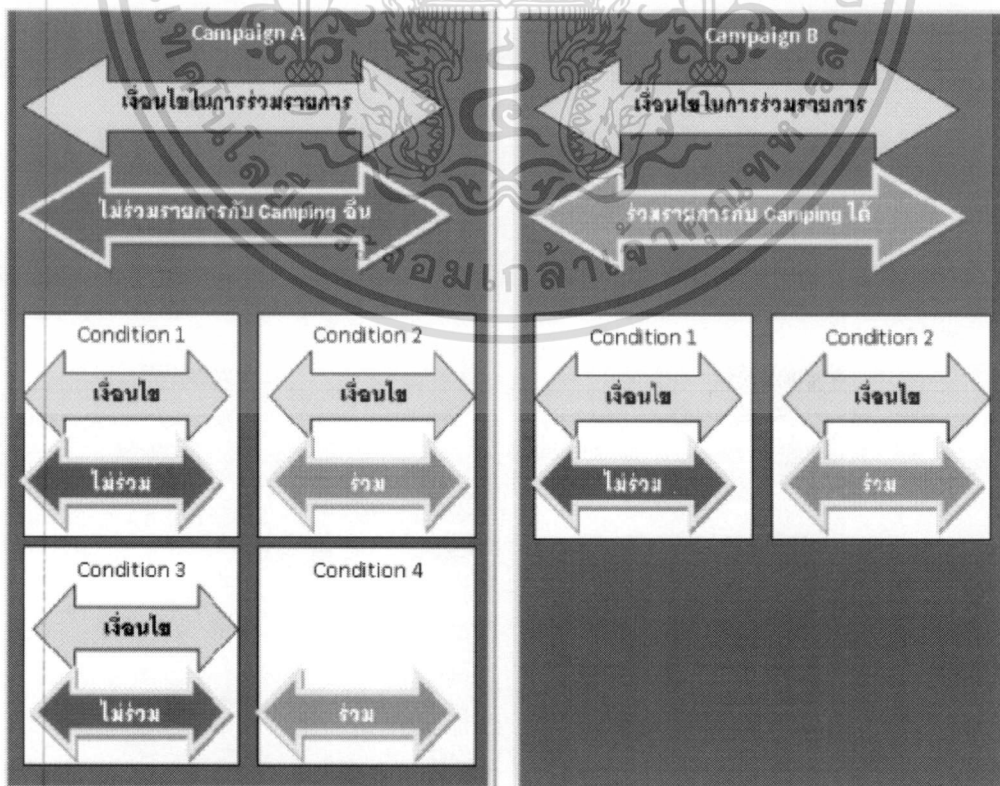 Campaign A
เงื่อนไขในการร่วมรายการ
ไม่ร่วมรายการกับ Camping ฉัน
Condition 1
เงื่อนไข
ไม่ร่วม
Condition 2
เงื่อนไข
ร่วม
Condition 3
เงื่อนไข
ไม่ร่วม
Condition 4
ร่วม
Campaign B
เงื่อนไขในการร่วมรายการ
ร่วมรายการกับ Camping ได้
Condition 1
เงื่อนไข
ไม่ร่วม
Condition 2
เงื่อนไข
ร่วม